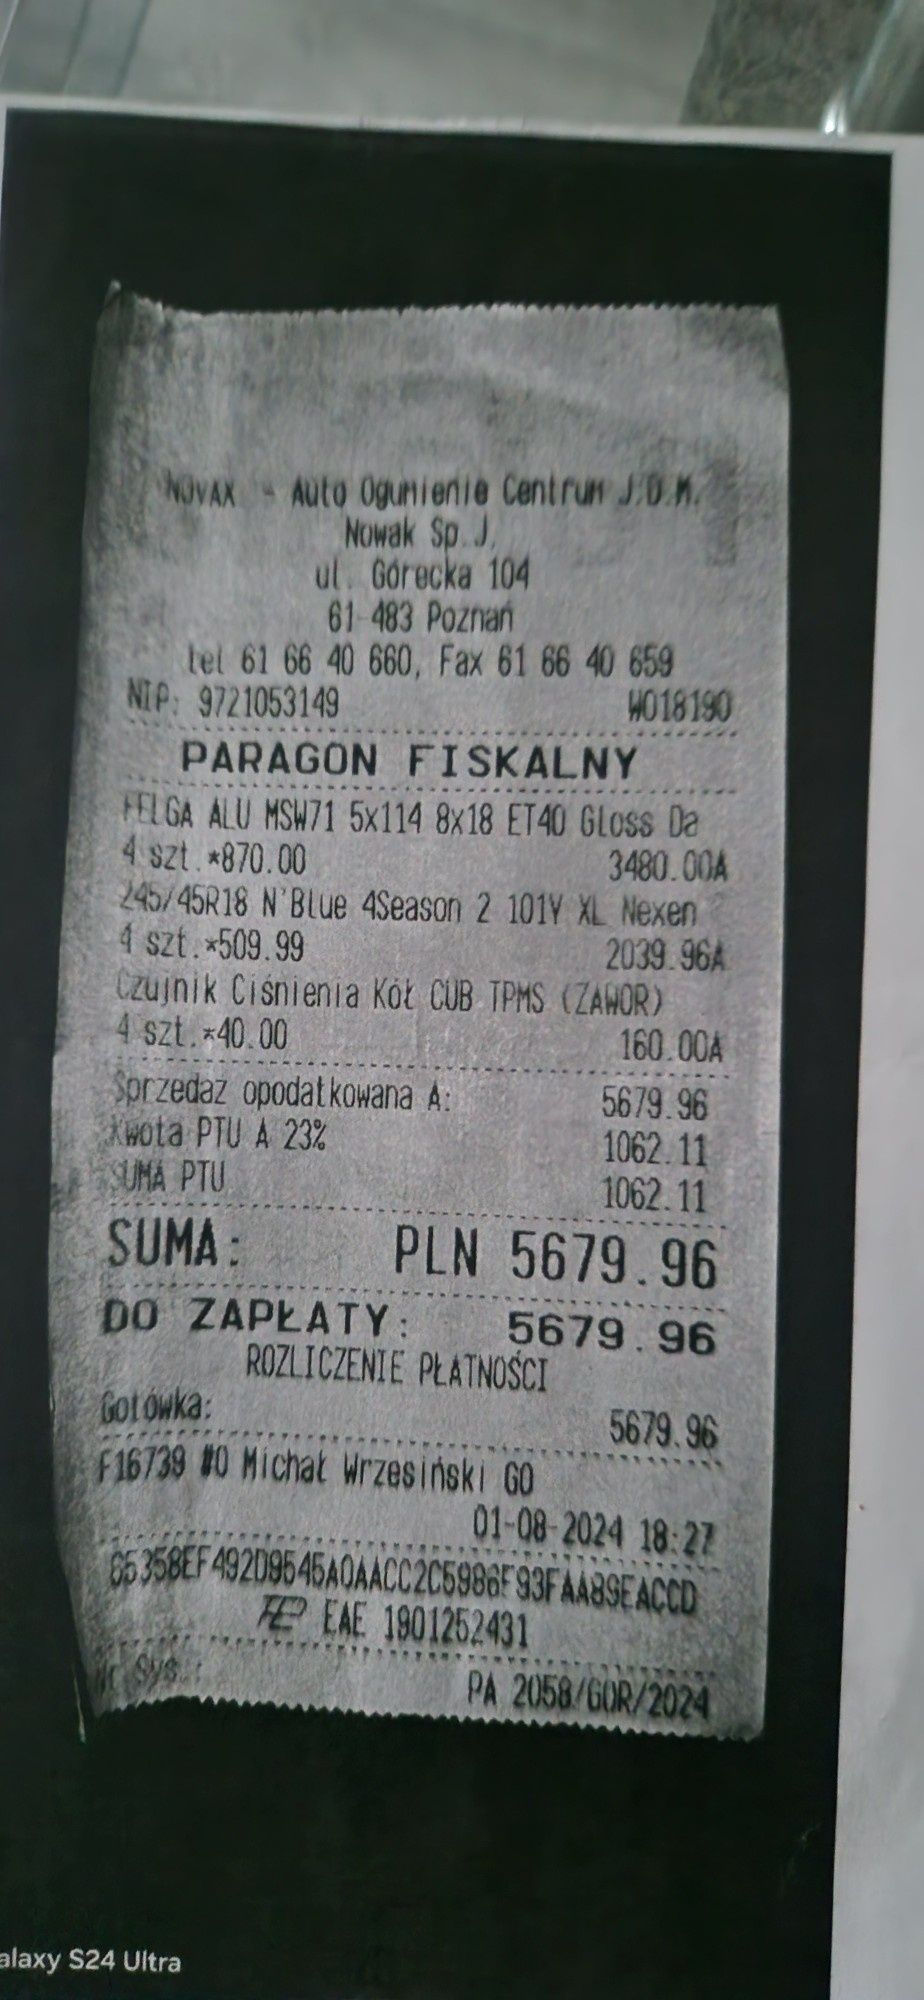 NOVAX - Auto Ogumienie Centrum J.D.M.
Nowak Sp.J.
ul. Górecka 104
61-483 Poznań
tel 61 66 40 660, Fax 61 66 40 659
NIP: 9721053149 W018190
PARAGON FISKALNY
FELGA ALU MSW71 5x114 8x18 ET40 Gloss Da
4 szt.*870.00 3480.00A
245/45R18 N'Blue 4Season 2 101Y XL Nexen
4 szt.*509.99 2039.96A
Czujnik Ciśnienia Kół CUB TPMS (ZAWOR)
4 szt.*40.00 160.00A
Sprzedaż opodatkowana A: 5679.96
Kwota PTU A 23% 1062.11
SUMA PTU 1062.11
SUMA: PLN 5679.96
DO ZAPŁATY: 5679.96
ROZLICZENIE PŁATNOŚCI
Gotówka: 5679.96
F16739 #0 Michał Wrzesiński GO
01-08-2024 18:27
EAE 1901252431
Nr Sys.: PA 2058/GOR/2024
alaxy S24 Ultra